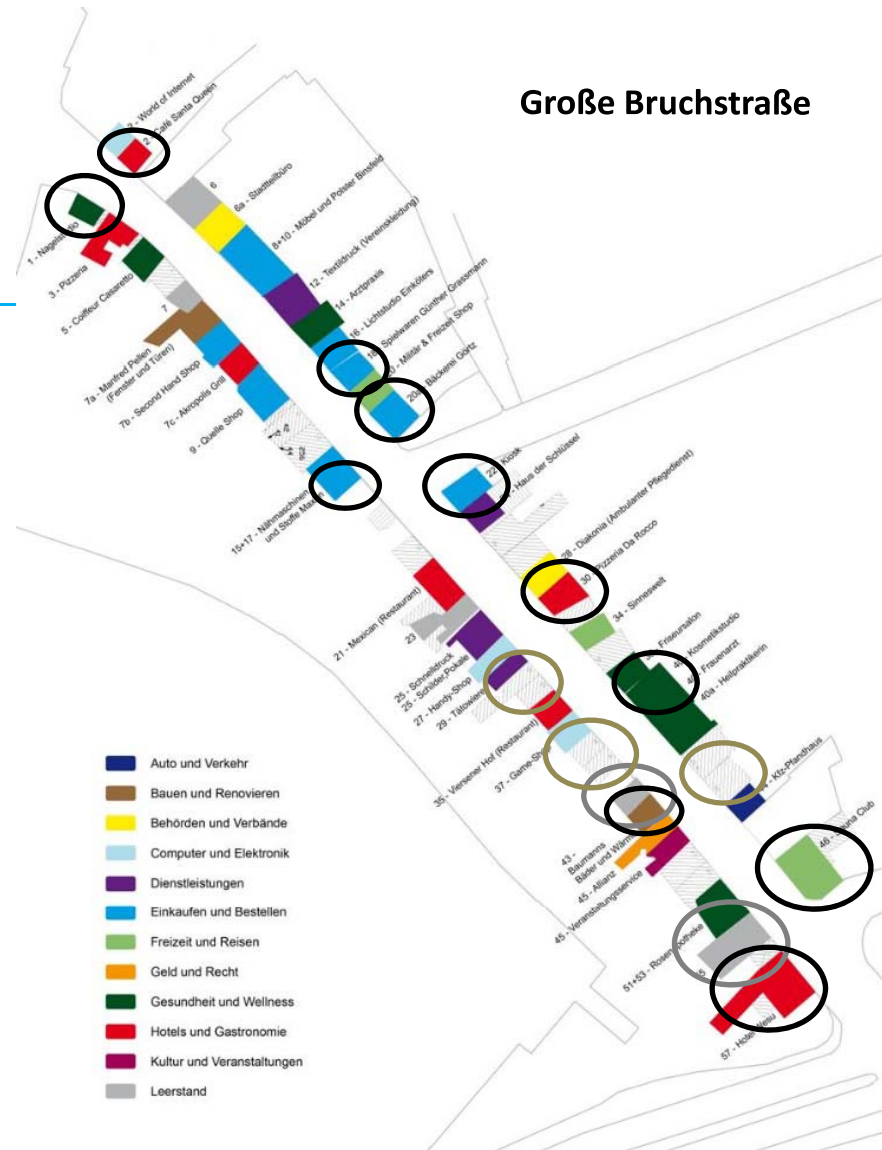 Große Bruchstraße
2 - World of Internet
2 - Café Santa Queen
6
6a - Stadtteilbüro
8+10 - Möbel und Polster Binsfeld
12 - Textildruck (Vereinskleidung)
14 - Arztpraxis
16 - Lichtstudio Einköters
18 - Spielwaren Günther Grassmann
20 - Militär & Freizeit Shop
20a - Bäckerei Görtz
1 - Nagelstudio
3 - Pizzeria
5 - Coiffeur Casaretto
7
7a - Manfred Pellen
(Fenster und Türen)
7b - Second Hand Shop
7c - Akropolis Grill
9 - Quelle Shop
15+17 - Nähmaschinen
und Stoffe
22 - Kiosk
Haus der Schlüssel
28 - Diakonia (Ambulanter Pflegedienst)
30 - Pizzeria Da Rocco
34 - Sinneswelt
Friseursalon
Kosmetikstudio
Frauenarzt
40a - Heilpraktikerin
Kfz-Pfandhaus
46 - Sauna Club
21 - Mexican (Restaurant)
23
25 - Schnelldruck
25 - Schilder, Pokale
27 - Handy-Shop
29 - Tätowierer
35 - Viersener Hof (Restaurant)
37 - Game-Shop
43 -
Baumanns
Bäder und Wärme
45 - Allianz
45 - Veranstaltungsservice
51+53 - Rosenapotheke
57 - Hotel
Auto und Verkehr
Bauen und Renovieren
Behörden und Verbände
Computer und Elektronik
Dienstleistungen
Einkaufen und Bestellen
Freizeit und Reisen
Geld und Recht
Gesundheit und Wellness
Hotels und Gastronomie
Kultur und Veranstaltungen
Leerstand